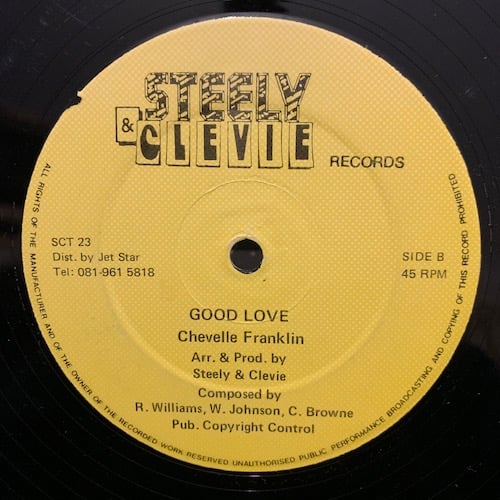 STEELY
& CLEVIE
RECORDS
SCT 23
Dist. by Jet Star
Tel: 081-961 5818
SIDE B
45 RPM
GOOD LOVE
Chevelle Franklin
Arr. & Prod. by
Steely & Clevie
Composed by
R. Williams, W. Johnson, C. Browne
Pub. Copyright Control
ALL RIGHTS OF THE MANUFACTURER AND OF THE OWNER OF THE RECORDED WORK RESERVED UNAUTHORISED PUBLIC PERFORMANCE BROADCASTING AND COPYING OF THIS RECORD PROHIBITED